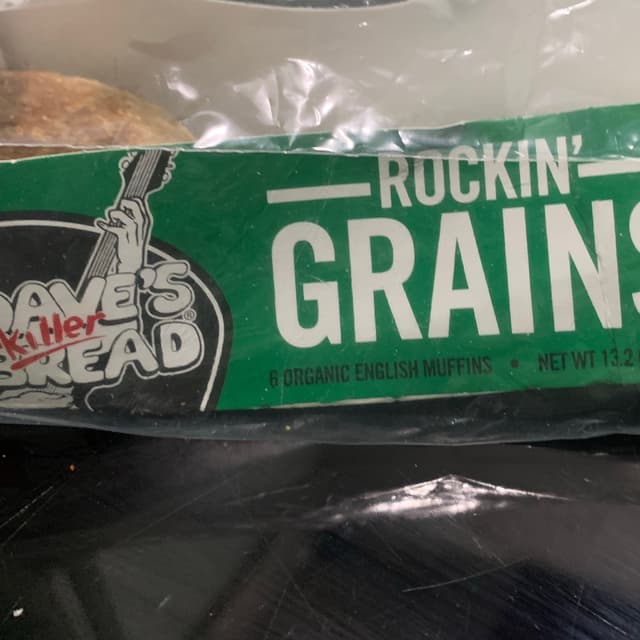 ROCKIN'
GRAINS
6 ORGANIC ENGLISH MUFFINS • NET WT 13.2
DAVE'S
killer
BREAD®